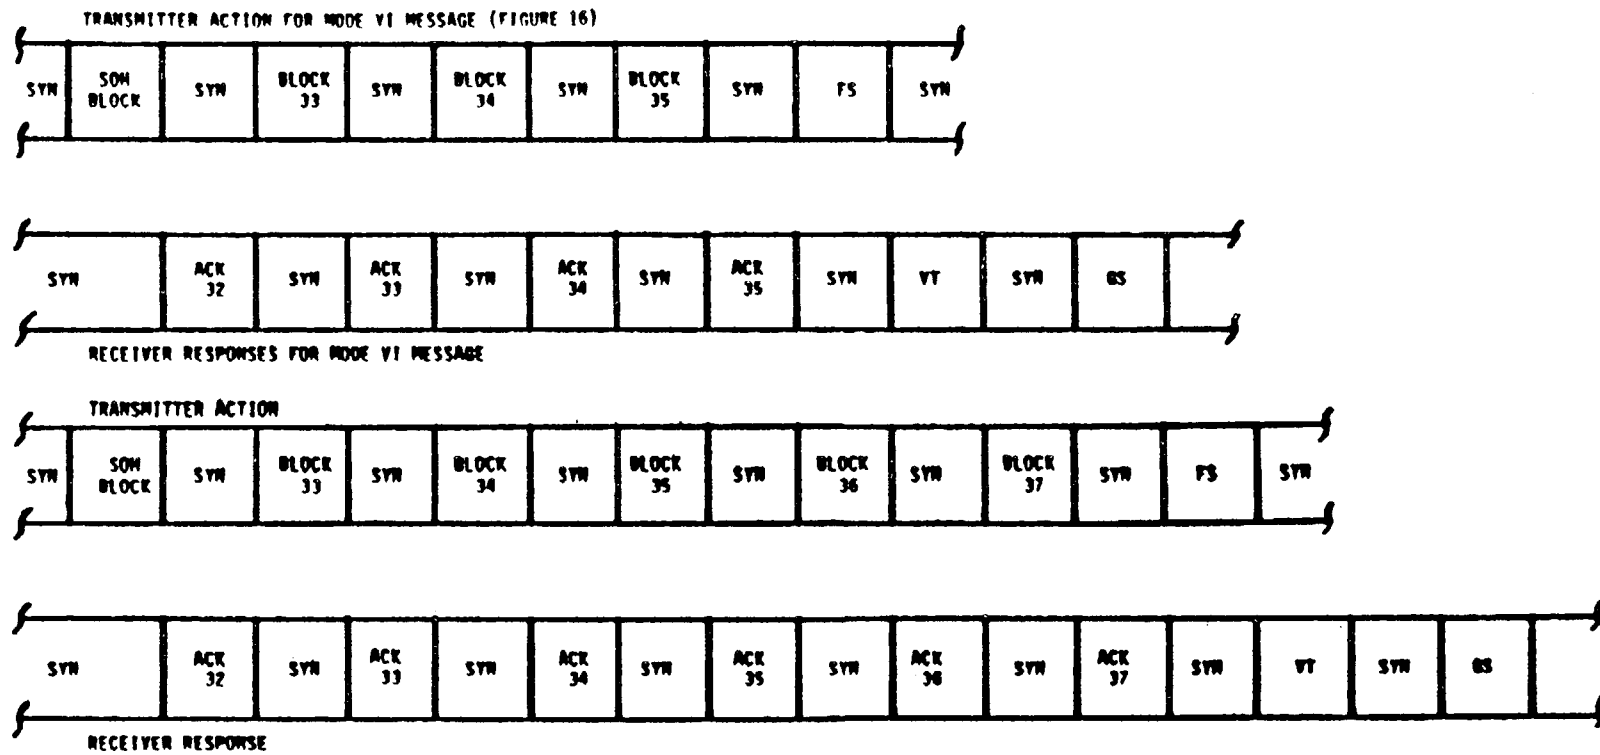 TRANSMITTER ACTION FOR MODE VI MESSAGE (FIGURE 16)
SYN SOM BLOCK SYN BLOCK 33 SYN BLOCK 34 SYN BLOCK 35 SYN FS SYN
SYN ACK 32 SYN ACK 33 SYN ACK 34 SYN ACK 35 SYN VT SYN GS
RECEIVER RESPONSES FOR MODE VI MESSAGE
TRANSMITTER ACTION
SYN SOM BLOCK SYN BLOCK 33 SYN BLOCK 34 SYN BLOCK 35 SYN BLOCK 36 SYN BLOCK 37 SYN FS SYN
SYN ACK 32 SYN ACK 33 SYN ACK 34 SYN ACK 35 SYN ACK 36 SYN ACK 37 SYN VT SYN GS
RECEIVER RESPONSE